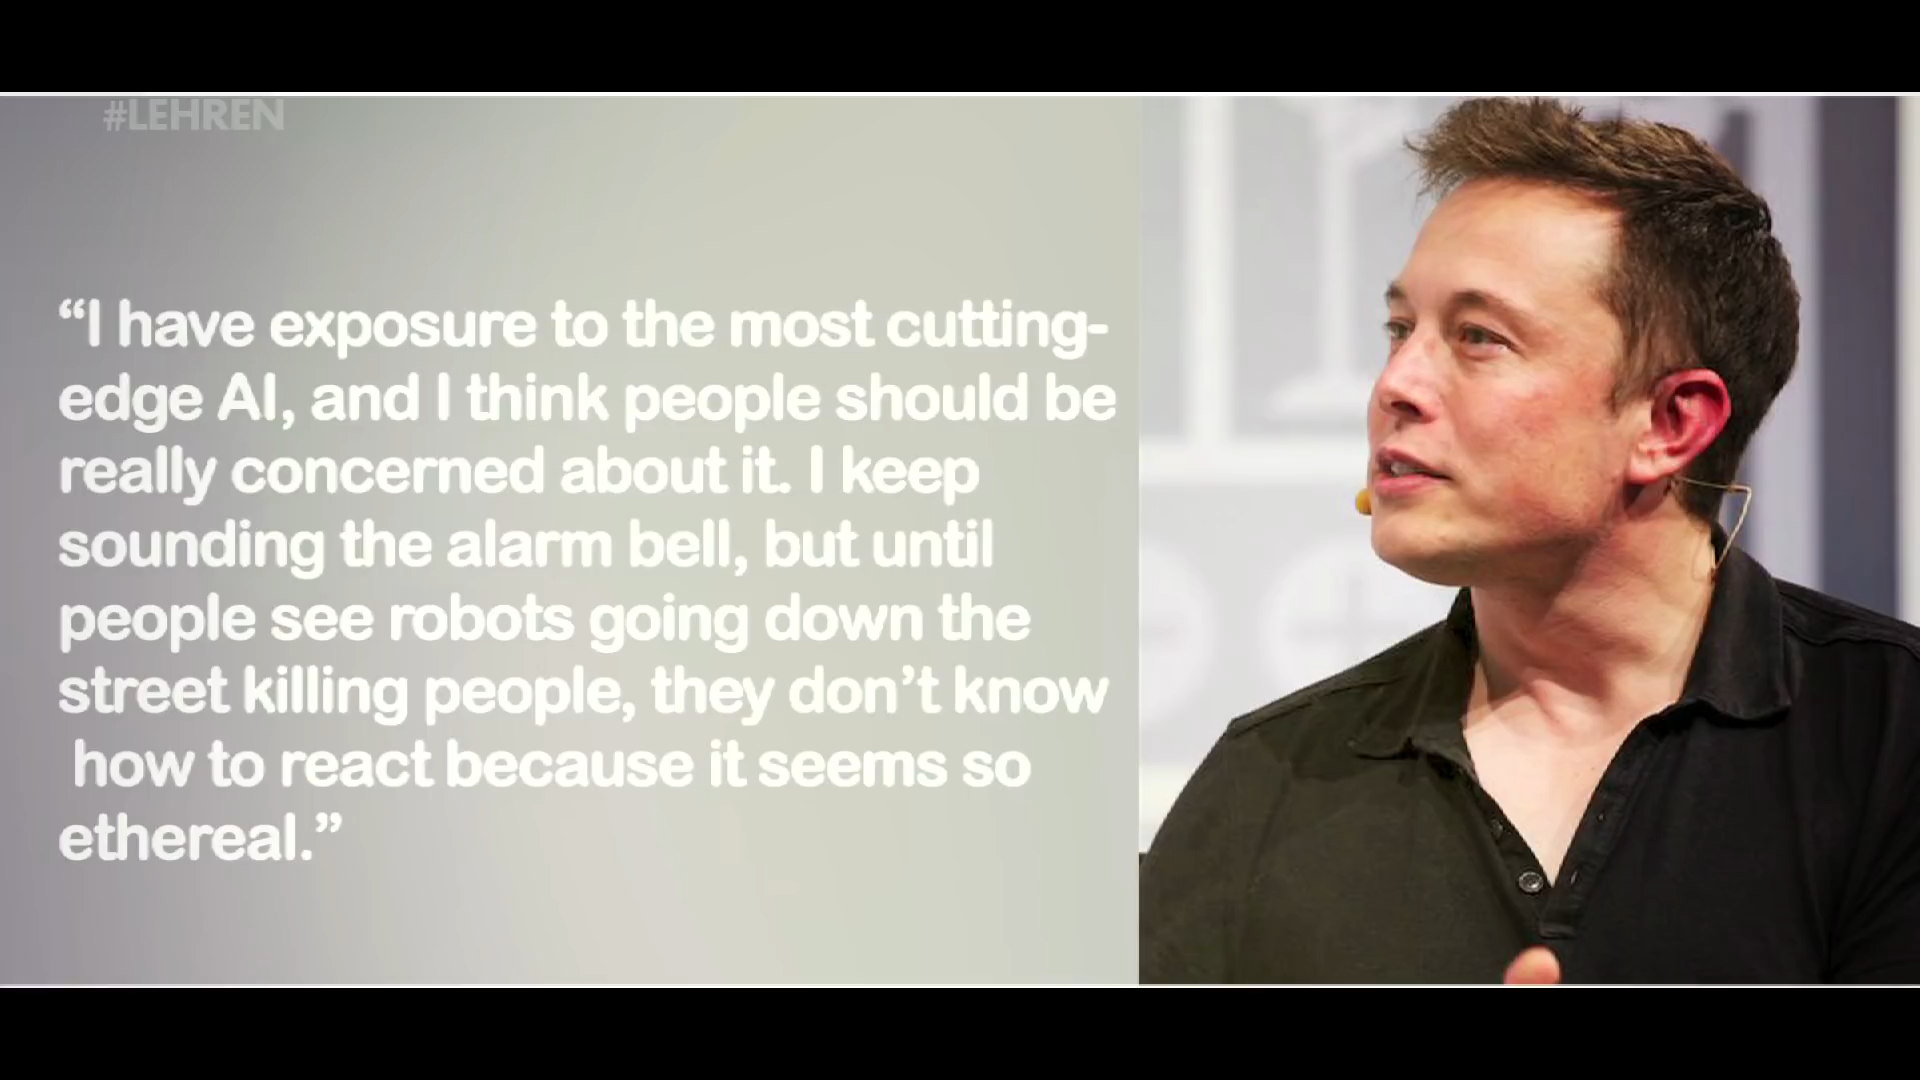 #LEHREN
“I have exposure to the most cutting-
edge AI, and I think people should be
really concerned about it. I keep
sounding the alarm bell, but until
people see robots going down the
street killing people, they don’t know
how to react because it seems so
ethereal.”